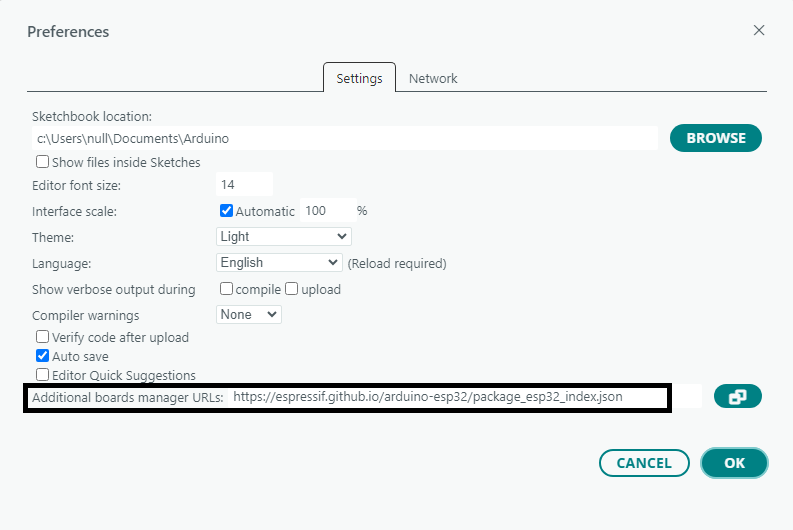 Preferences
Settings Network
Sketchbook location:
c:\Users\null\Documents\Arduino
BROWSE
Show files inside Sketches
Editor font size: 14
Interface scale: Automatic 100 %
Theme: Light
Language: English (Reload required)
Show verbose output during compile upload
Compiler warnings None
Verify code after upload
Auto save
Editor Quick Suggestions
Additional boards manager URLs: https://espressif.github.io/arduino-esp32/package_esp32_index.json
CANCEL OK